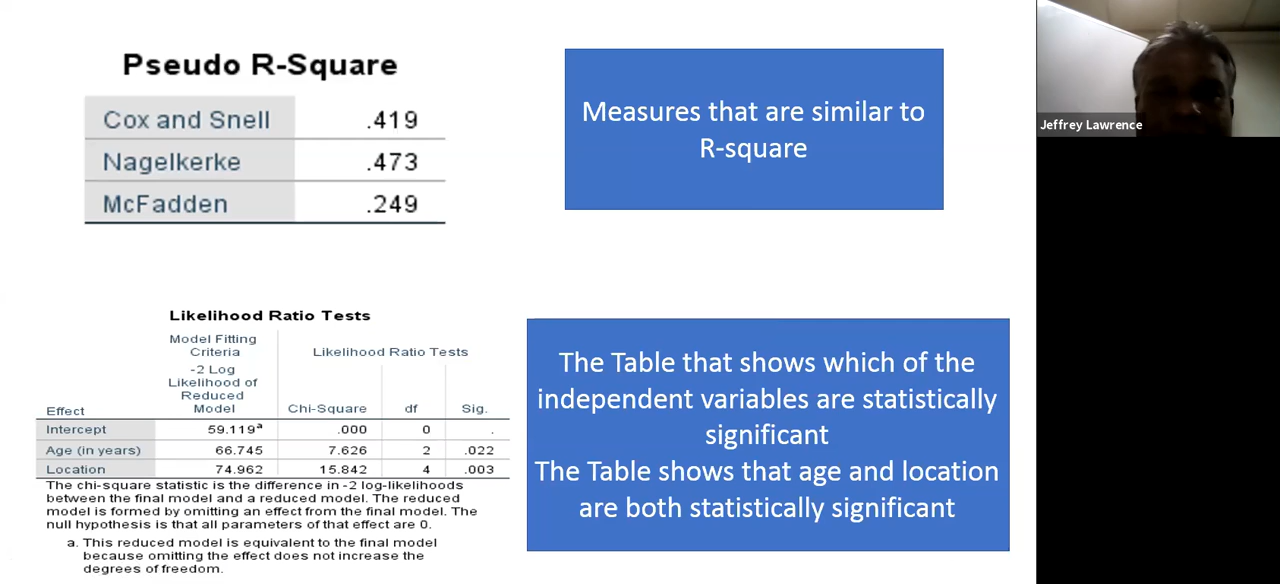 Pseudo R-Square
Cox and Snell .419
Nagelkerke .473
McFadden .249
Measures that are similar to
R-square
Jeffrey Lawrence
Likelihood Ratio Tests
Model Fitting
Criteria
Likelihood Ratio Tests
-2 Log
Likelihood of
Reduced
Model
Effect Chi-Square df Sig.
Intercept 59.119a .000 0 .
Age (in years) 66.745 7.626 2 .022
Location 74.962 15.842 4 .003
The chi-square statistic is the difference in -2 log-likelihoods
between the final model and a reduced model. The reduced
model is formed by omitting an effect from the final model. The
null hypothesis is that all parameters of that effect are 0.
a. This reduced model is equivalent to the final model
because omitting the effect does not increase the
degrees of freedom.
The Table that shows which of the
independent variables are statistically
significant
The Table shows that age and location
are both statistically significant